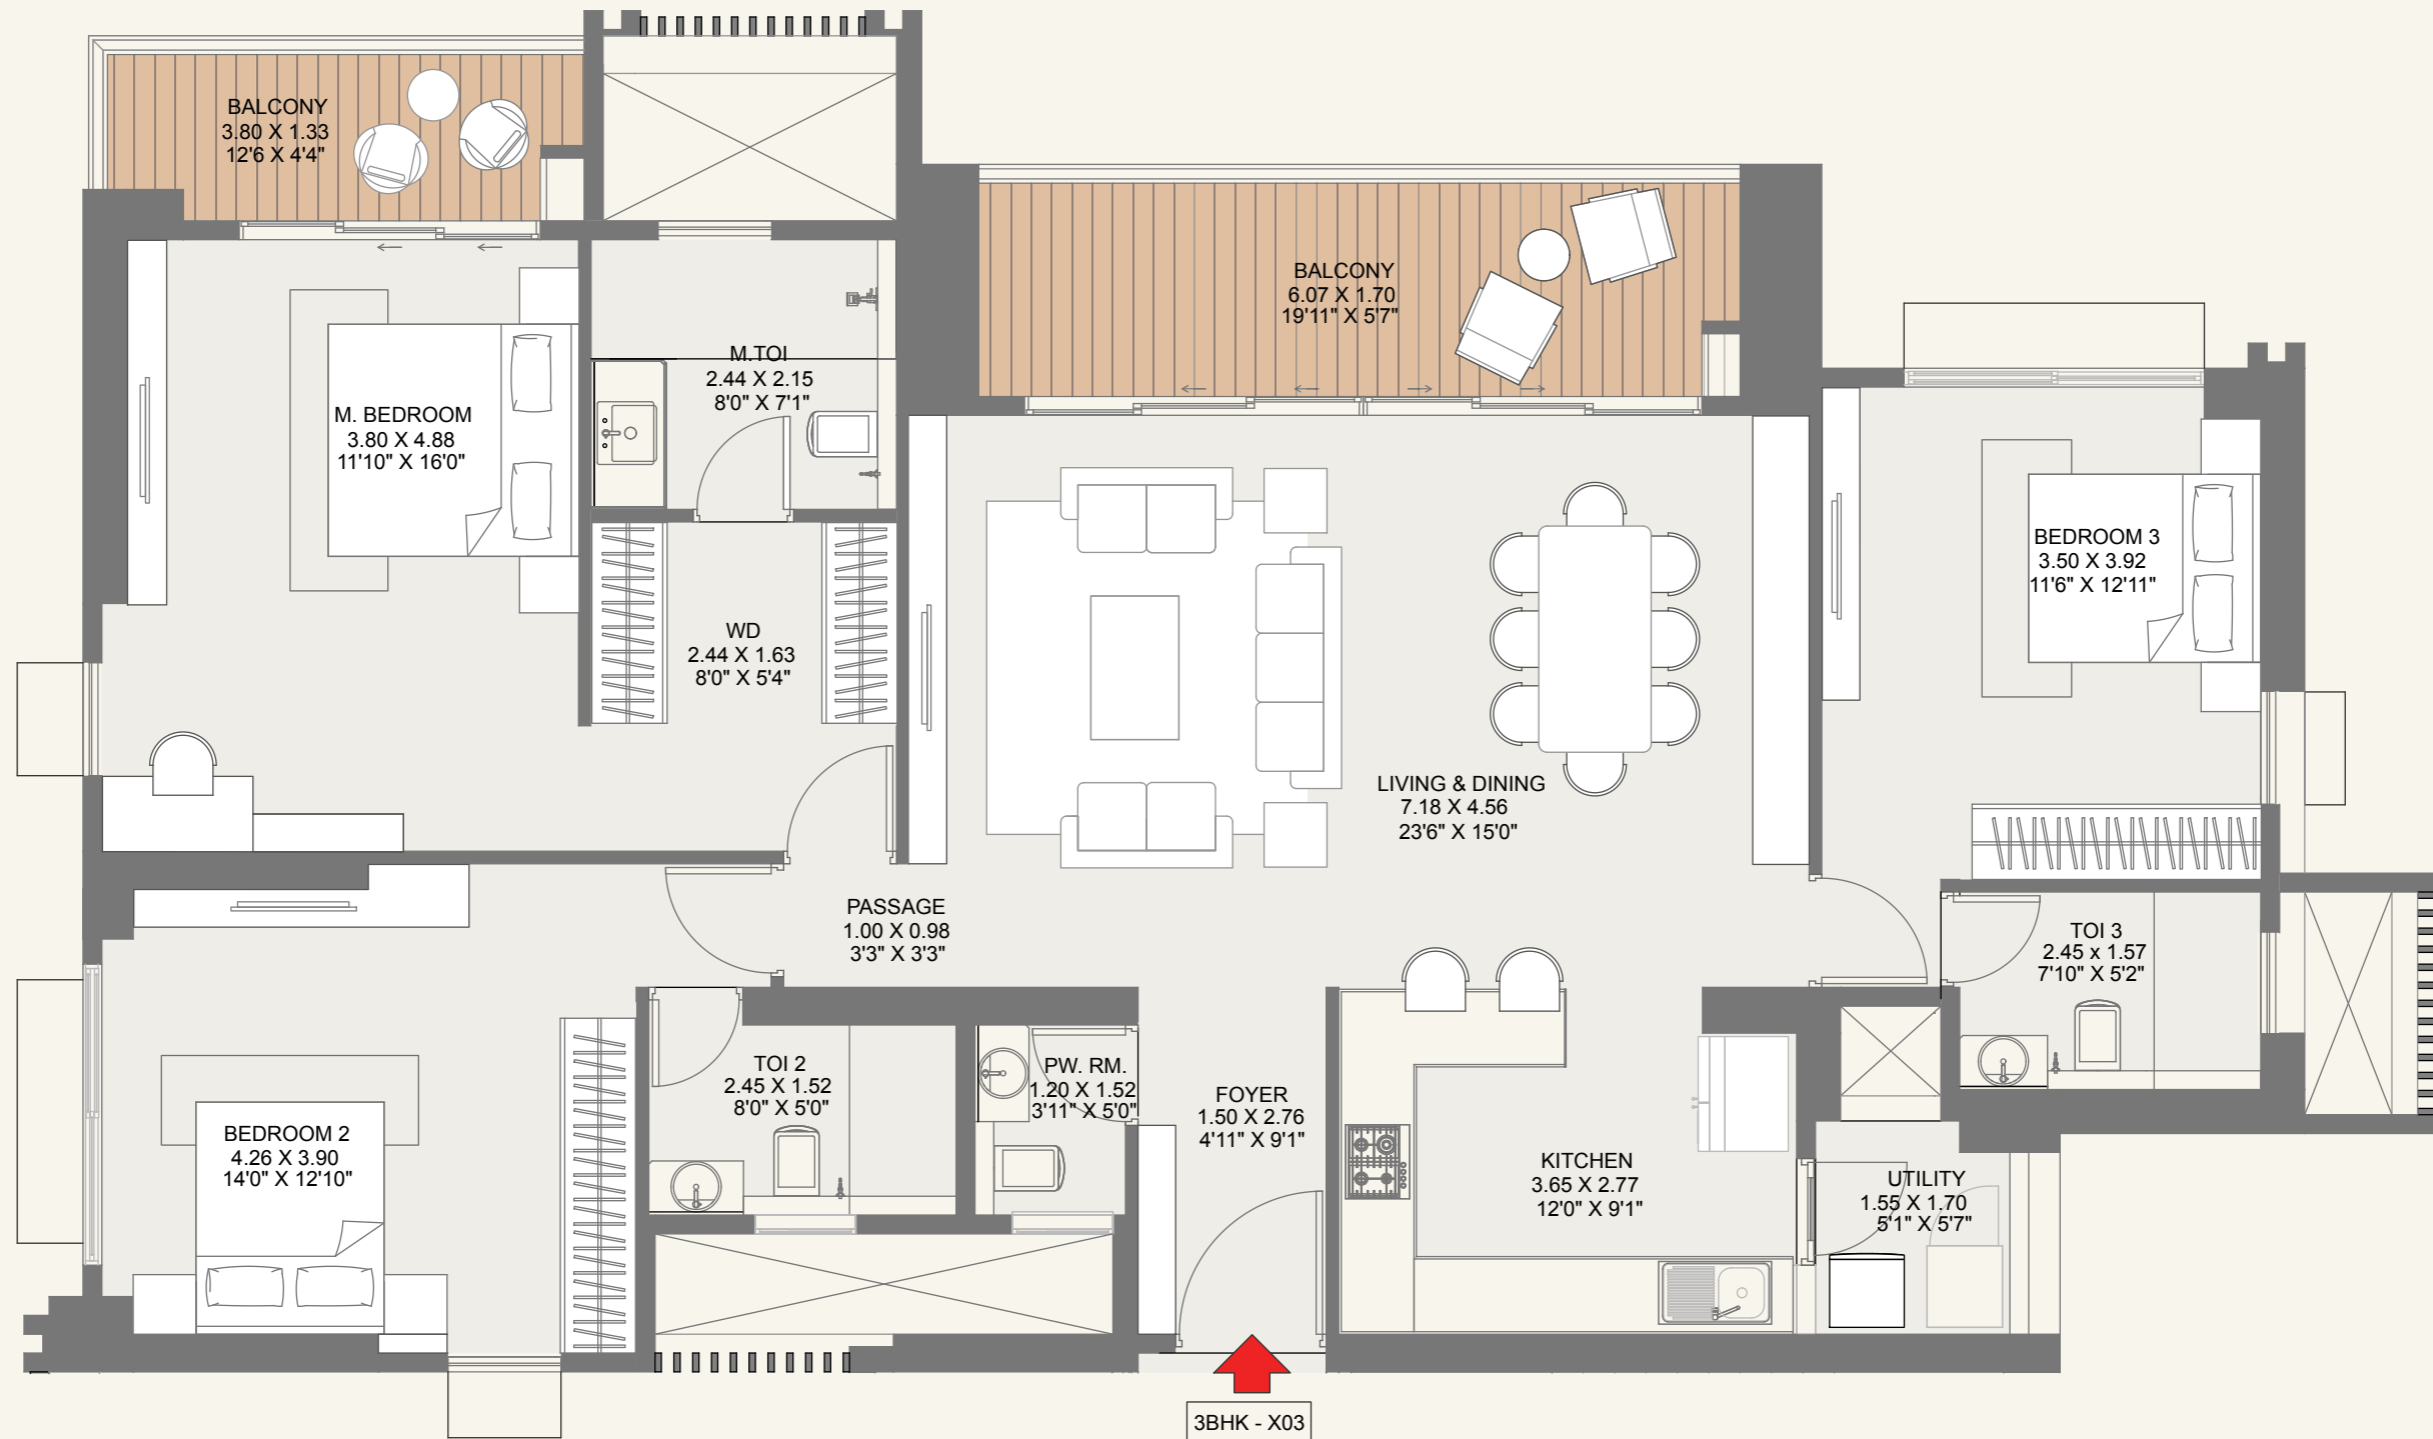 BALCONY
3.80 X 1.33
12'6 X 4'4"
BALCONY
6.07 X 1.70
19'11" X 5'7"
M.TOI
2.44 X 2.15
8'0" X 7'1"
M. BEDROOM
3.80 X 4.88
11'10" X 16'0"
BEDROOM 3
3.50 X 3.92
11'6" X 12'11"
WD
2.44 X 1.63
8'0" X 5'4"
LIVING & DINING
7.18 X 4.56
23'6" X 15'0"
PASSAGE
1.00 X 0.98
3'3" X 3'3"
TOI 3
2.45 x 1.57
7'10" X 5'2"
TOI 2
2.45 X 1.52
8'0" X 5'0"
PW. RM.
1.20 X 1.52
3'11" X 5'0"
FOYER
1.50 X 2.76
4'11" X 9'1"
BEDROOM 2
4.26 X 3.90
14'0" X 12'10"
KITCHEN
3.65 X 2.77
12'0" X 9'1"
UTILITY
1.55 X 1.70
5'1" X 5'7"
3BHK - X03